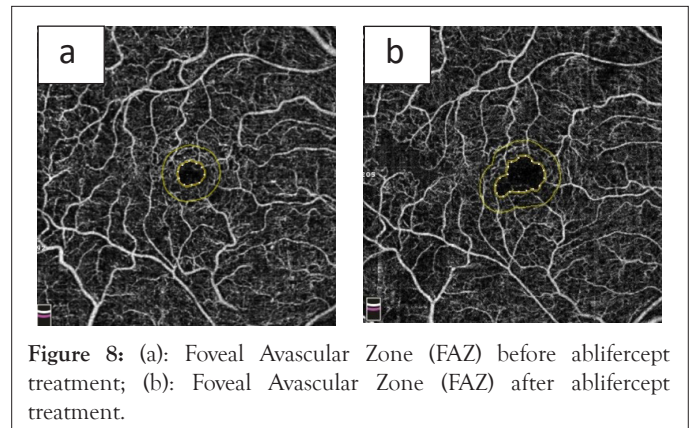 a
b
Figure 8: (a): Foveal Avascular Zone (FAZ) before ablifercept
treatment; (b): Foveal Avascular Zone (FAZ) after ablifercept
treatment.